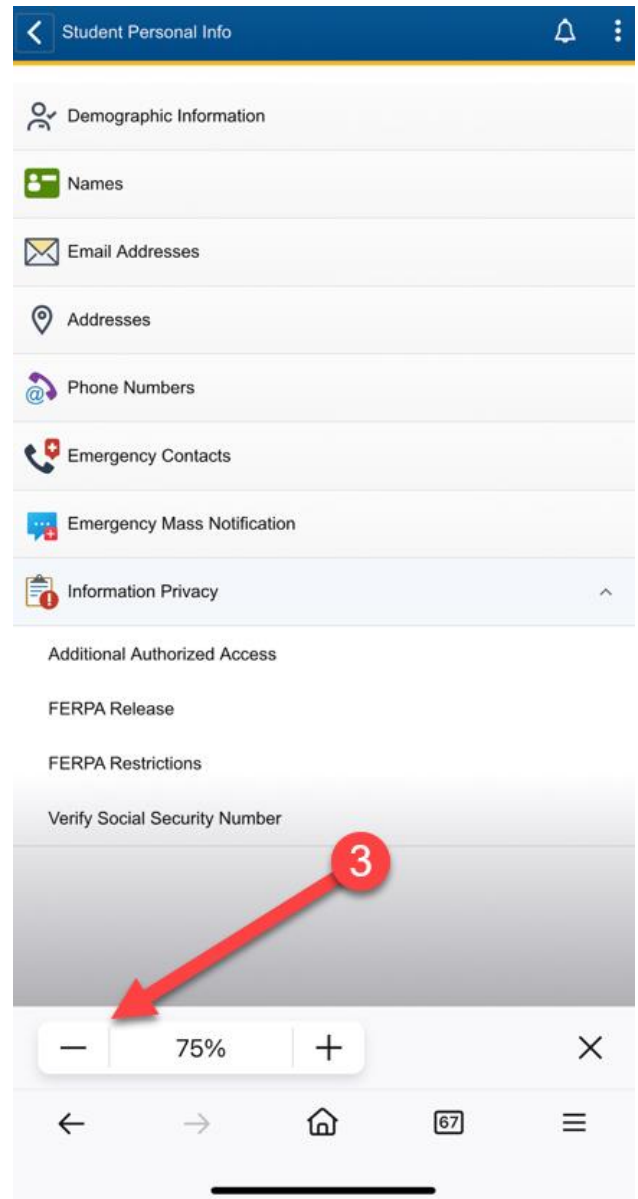 Student Personal Info
Demographic Information
Names
Email Addresses
Addresses
Phone Numbers
Emergency Contacts
Emergency Mass Notification
Information Privacy
Additional Authorized Access
FERPA Release
FERPA Restrictions
Verify Social Security Number
3
75%
67